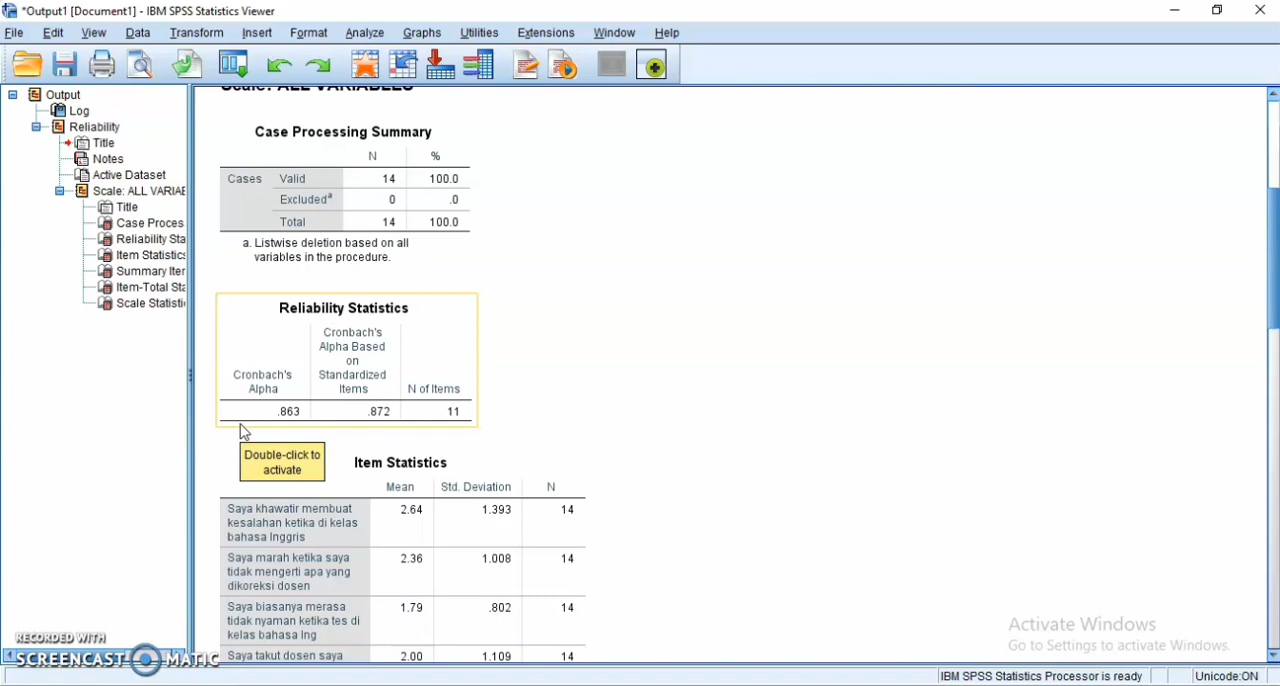 *Output1 [Document1] - IBM SPSS Statistics Viewer
File Edit View Data Transform Insert Format Analyze Graphs Utilities Extensions Window Help
Output
Log
Reliability
Title
Notes
Active Dataset
Scale: ALL VARIAB
Title
Case Proces
Reliability Sta
Item Statistics
Summary Iter
Item-Total Sta
Scale Statisti
Scale: ALL VARIABLES
Case Processing Summary
N %
Cases Valid 14 100.0
Excludedᵃ 0 .0
Total 14 100.0
a. Listwise deletion based on all
variables in the procedure.
Reliability Statistics
Cronbach's
Alpha
Cronbach's
Alpha Based
on
Standardized
Items
N of Items
.863 .872 11
Double-click to
activate
Item Statistics
Mean Std. Deviation N
Saya khawatir membuat
kesalahan ketika di kelas
bahasa Inggris
2.64 1.393 14
Saya marah ketika saya
tidak mengerti apa yang
dikoreksi dosen
2.36 1.008 14
Saya biasanya merasa
tidak nyaman ketika tes di
kelas bahasa Ing
1.79 .802 14
Saya takut dosen saya 2.00 1.109 14
Activate Windows
Go to Settings to activate Windows.
RECORDED WITH
SCREENCAST MATIC
IBM SPSS Statistics Processor is ready
Unicode:ON